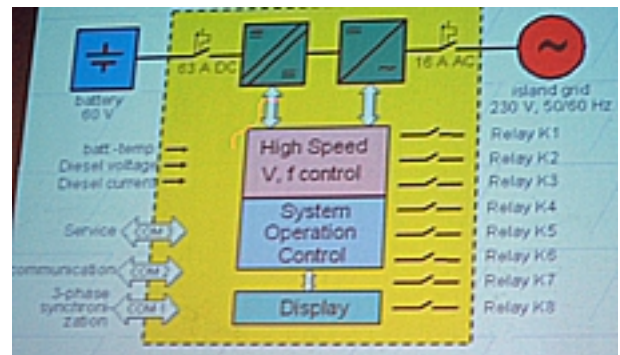 63 A DC
16 A AC
battery
60 V
island grid
230 V, 50/60 Hz
batt.-temp
Diesel voltage
Diesel current
High Speed
V, f control
System
Operation
Control
Display
Service
COM 3
communication
COM 2
3-phase
synchroni
zation
COM 1
Relay K1
Relay K2
Relay K3
Relay K4
Relay K5
Relay K6
Relay K7
Relay K8